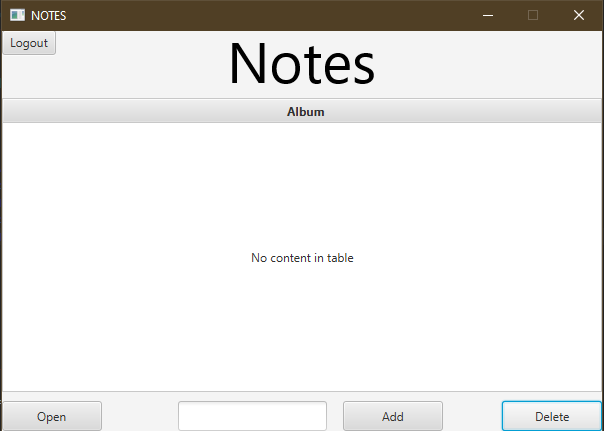 NOTES
Logout
Notes
Album
No content in table
Open
Add
Delete